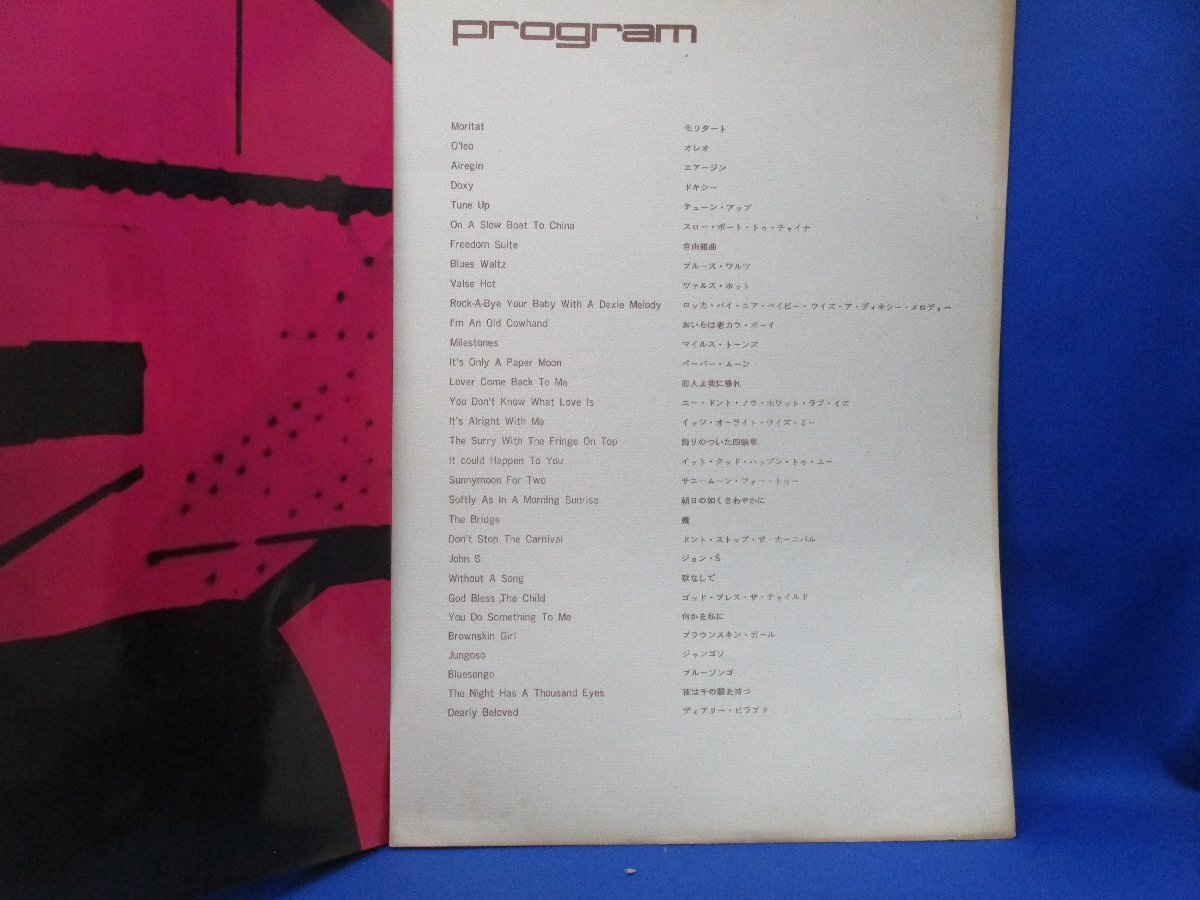 program
Moritat モリタート
O'leo オレオ
Airegin エアージン
Doxy ドキシー
Tune Up テューン・アップ
On A Slow Boat To China スロー・ボート・トゥ・チャイナ
Freedom Suite 自由組曲
Blues Waltz ブルース・ワルツ
Valse Hot ヴァルス・ホット
Rock-A-Bye Your Baby With A Dexie Melody ロッカ・バイ・ユア・ベイビー・ウイズ・ア・ディキシー・メロディー
I'm An Old Cowhand おいらは老カウ・ボーイ
Milestones マイルス・トーンズ
It's Only A Paper Moon ペーパー・ムーン
Lover Come Back To Me 恋人よ我に帰れ
You Don't Know What Love Is ユー・ドント・ノウ・ホワット・ラブ・イズ
It's Alright With Me イッツ・オーライト・ウイズ・ミー
The Surry With The Fringe On Top 飾りのついた四輪車
It could Happen To You イット・クッド・ハップン・トゥ・ユー
Sunnymoon For Two サニームーン・フォー・トゥー
Softly As In A Morning Sunrise 朝日の如くさわやかに
The Bridge 橋
Don't Stop The Carnival ドント・ストップ・ザ・カーニバル
John S ジョン・S
Without A Song 歌なしで
God Bless The Child ゴッド・ブレス・ザ・チャイルド
You Do Something To Me 何かを私に
Brownskin Girl ブラウンスキン・ガール
Jungoso ジャンゴソ
Bluesongo ブルーソンゴ
The Night Has A Thousand Eyes 夜は千の眼を持つ
Dearly Beloved ディアリー・ビラブド